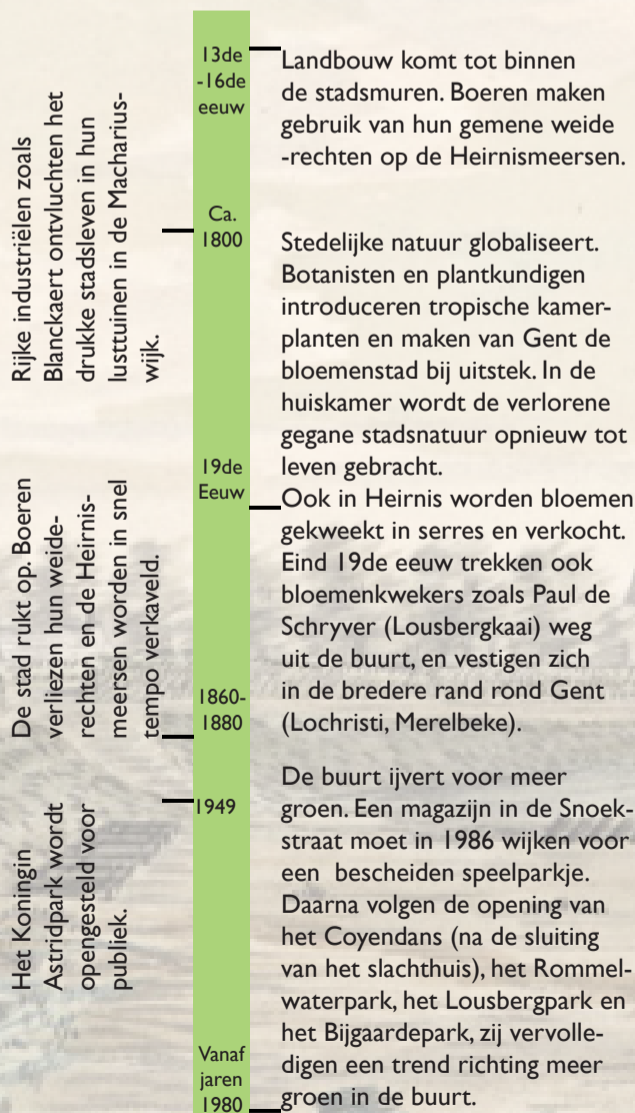 13de
-16de
eeuw
Landbouw komt tot binnen
de stadsmuren. Boeren maken
gebruik van hun gemene weide
-rechten op de Heirnismeersen.
Rijke industriëlen zoals
Blanckaert ontvluchten het
drukke stadsleven in hun
lusttuinen in de Macharius-
wijk.
Ca.
1800
Stedelijke natuur globaliseert.
Botanisten en plantkundigen
introduceren tropische kamer-
planten en maken van Gent de
bloemenstad bij uitstek. In de
huiskamer wordt de verlorene
gegane stadsnatuur opnieuw tot
leven gebracht.
19de
Eeuw
Ook in Heirnis worden bloemen
gekweekt in serres en verkocht.
Eind 19de eeuw trekken ook
bloemenkwekers zoals Paul de
Schryver (Lousbergkaai) weg
uit de buurt, en vestigen zich
in de bredere rand rond Gent
(Lochristi, Merelbeke).
De stad rukt op. Boeren
verliezen hun weide-
rechten en de Heirnis-
meersen worden in snel
tempo verkaveld.
1860-
1880
Het Koningin
Astridpark wordt
opengesteld voor
publiek.
1949
De buurt ijvert voor meer
groen. Een magazijn in de Snoek-
straat moet in 1986 wijken voor
een bescheiden speelparkje.
Daarna volgen de opening van
het Coyendans (na de sluiting
van het slachthuis), het Rommel-
waterpark, het Lousbergpark en
het Bijgaardepark, zij vervolle-
digen een trend richting meer
groen in de buurt.
Vanaf
jaren
1980